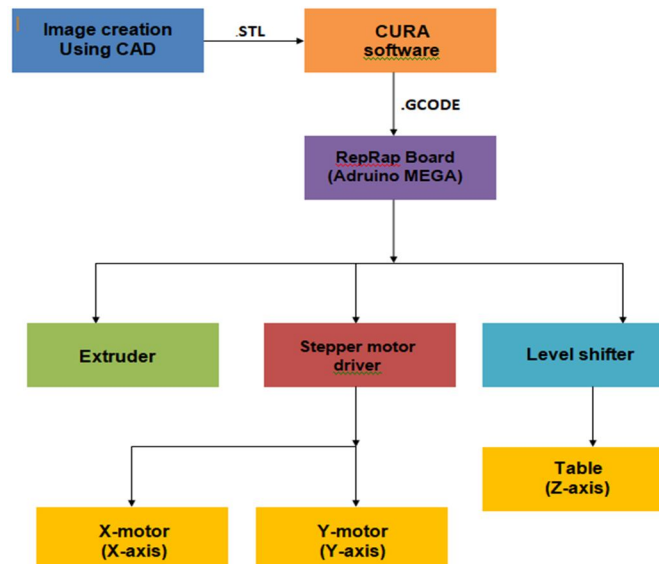 Image creation
Using CAD
.STL
CURA
software
.GCODE
RepRap Board
(Adruino MEGA)
Extruder
Stepper motor
driver
Level shifter
Table
(Z-axis)
X-motor
(X-axis)
Y-motor
(Y-axis)